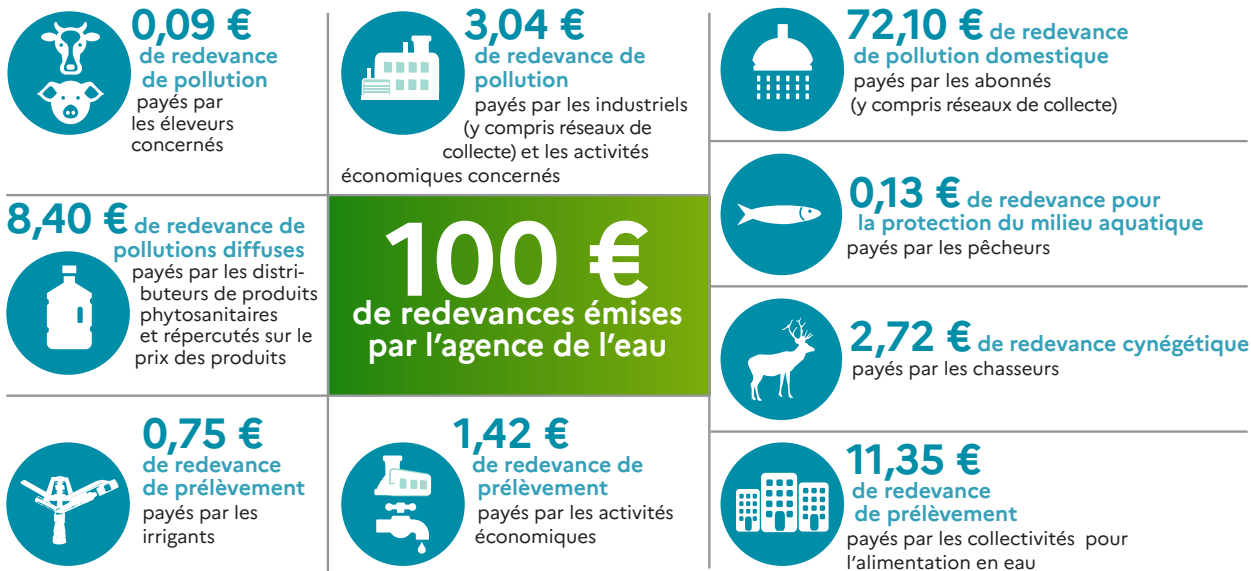 0,09 €
de redevance
de pollution
payés par
les éleveurs
concernés
3,04 €
de redevance de
pollution
payés par les industriels
(y compris réseaux de
collecte) et les activités
économiques concernés
72,10 € de redevance
de pollution domestique
payés par les abonnés
(y compris réseaux de collecte)
0,13 € de redevance pour
la protection du milieu aquatique
payés par les pêcheurs
8,40 € de redevance de
pollutions diffuses
payés par les distri-
buteurs de produits
phytosanitaires
et répercutés sur le
prix des produits
100 €
de redevances émises
par l'agence de l'eau
2,72 € de redevance cynégétique
payés par les chasseurs
0,75 €
de redevance
de prélèvement
payés par les
irrigants
1,42 €
de redevance de
prélèvement
payés par les activités
économiques
11,35 €
de redevance
de prélèvement
payés par les collectivités pour
l'alimentation en eau